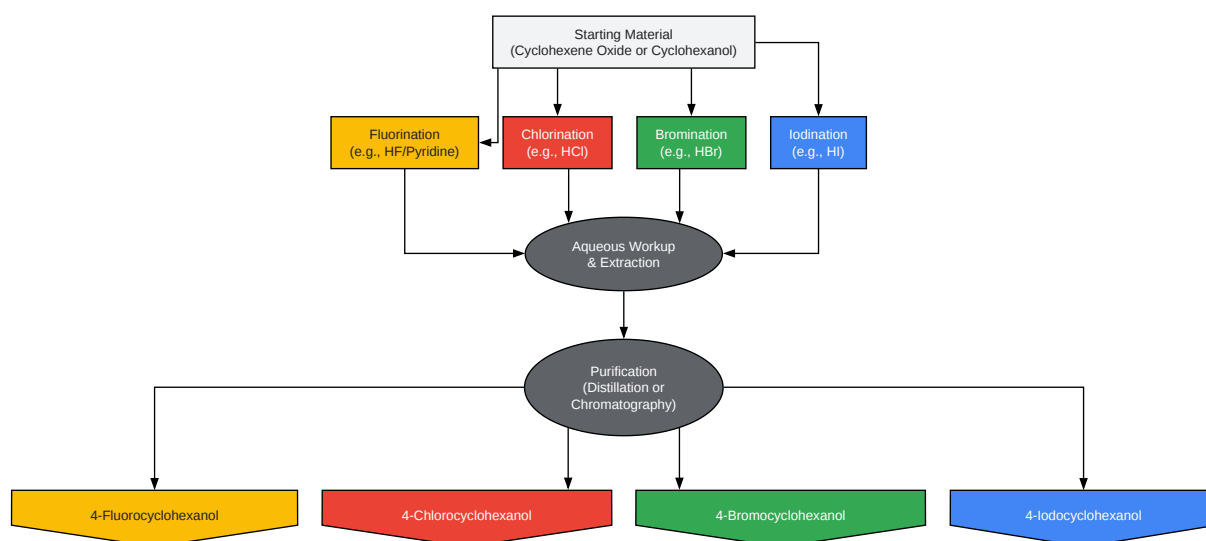 Starting Material
(Cyclohexene Oxide or Cyclohexanol)
Fluorination
(e.g., HF/Pyridine)
Chlorination
(e.g., HCl)
Bromination
(e.g., HBr)
Iodination
(e.g., HI)
Aqueous Workup
& Extraction
Purification
(Distillation or
Chromatography)
4-Fluorocyclohexanol
4-Chlorocyclohexanol
4-Bromocyclohexanol
4-Iodocyclohexanol